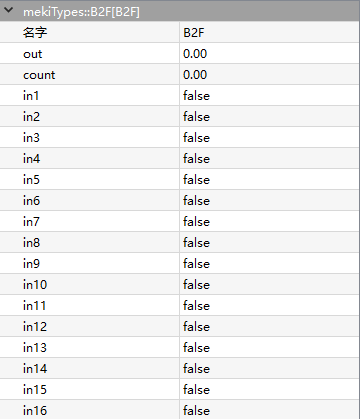 mekiTypes::B2F[B2F]
名字 B2F
out 0.00
count 0.00
in1 false
in2 false
in3 false
in4 false
in5 false
in6 false
in7 false
in8 false
in9 false
in10 false
in11 false
in12 false
in13 false
in14 false
in15 false
in16 false